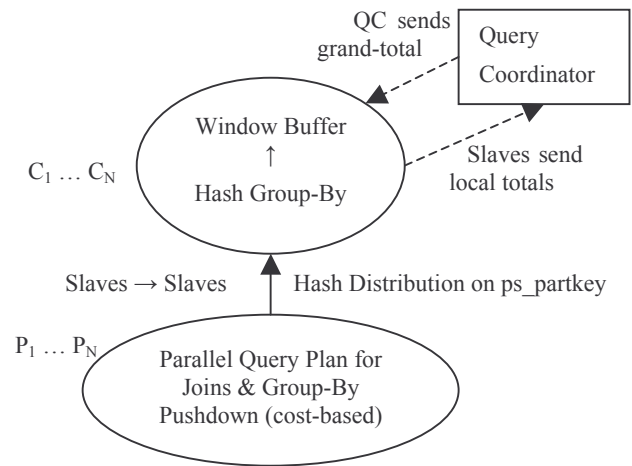 QC sends
grand-total
Query
Coordinator
Window Buffer
↑
Hash Group-By
C1 … CN
Slaves send
local totals
Slaves → Slaves
Hash Distribution on ps_partkey
P1 … PN
Parallel Query Plan for
Joins & Group-By
Pushdown (cost-based)